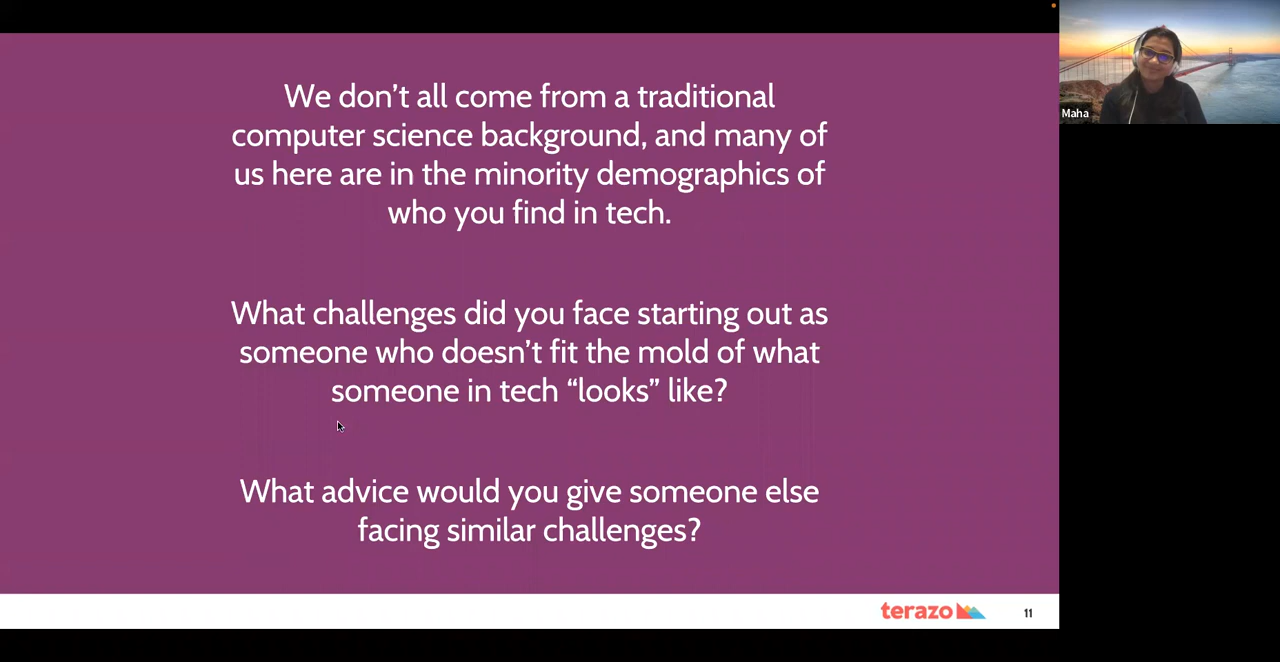 We don’t all come from a traditional
computer science background, and many of
us here are in the minority demographics of
who you find in tech.
What challenges did you face starting out as
someone who doesn’t fit the mold of what
someone in tech “looks” like?
What advice would you give someone else
facing similar challenges?
terazo
11
Maha